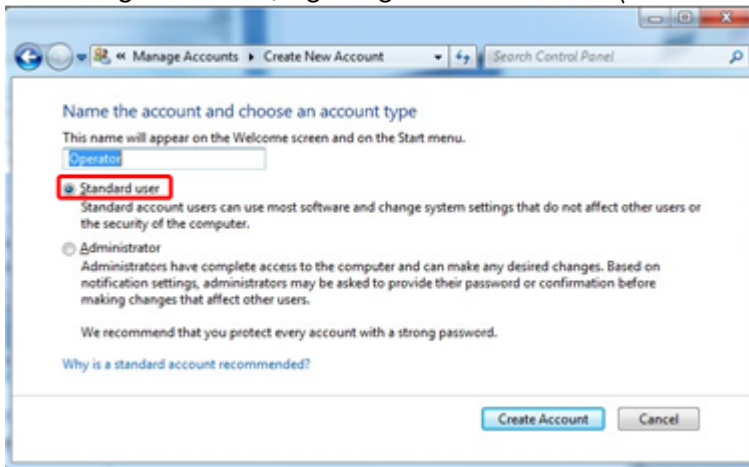 Manage Accounts Create New Account Search Control Panel
Name the account and choose an account type
This name will appear on the Welcome screen and on the Start menu.
Operator
Standard user
Standard account users can use most software and change system settings that do not affect other users or
the security of the computer.
Administrator
Administrators have complete access to the computer and can make any desired changes. Based on
notification settings, administrators may be asked to provide their password or confirmation before
making changes that affect other users.
We recommend that you protect every account with a strong password.
Why is a standard account recommended?
Create Account Cancel